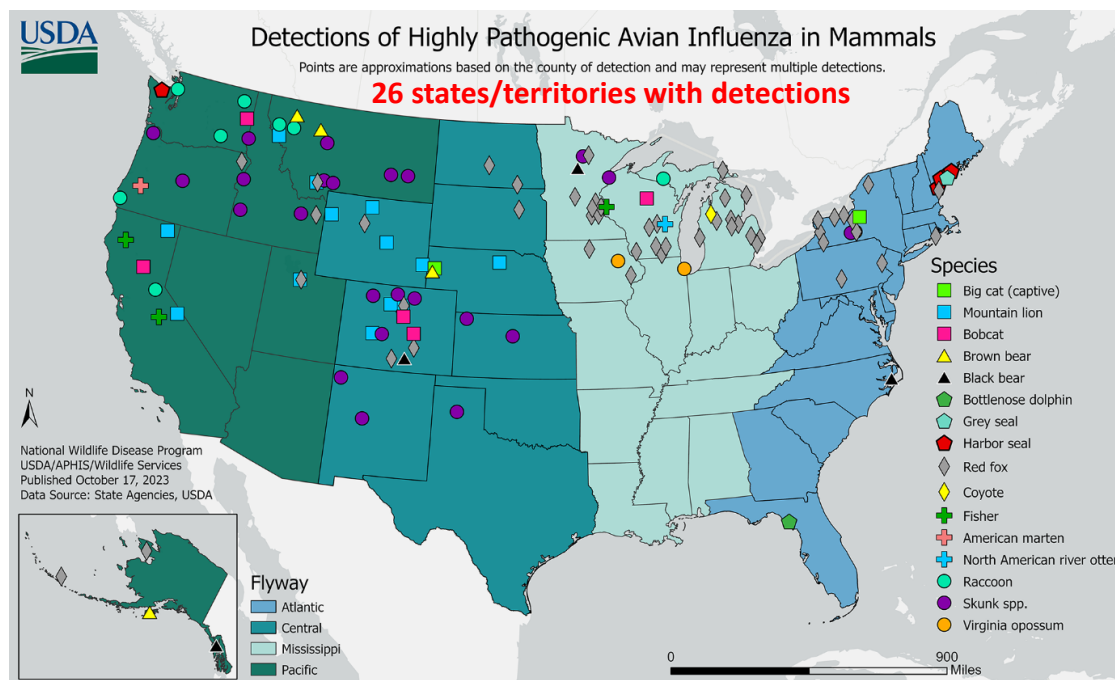 USDA
Detections of Highly Pathogenic Avian Influenza in Mammals
Points are approximations based on the county of detection and may represent multiple detections.
26 states/territories with detections
Species
Big cat (captive)
Mountain lion
Bobcat
Brown bear
Black bear
Bottlenose dolphin
Grey seal
Harbor seal
Red fox
Coyote
Fisher
American marten
North American river otter
Raccoon
Skunk spp.
Virginia opossum
N
National Wildlife Disease Program
USDA/APHIS/Wildlife Services
Published October 17, 2023
Data Source: State Agencies, USDA
Flyway
Atlantic
Central
Mississippi
Pacific
0 900
Miles